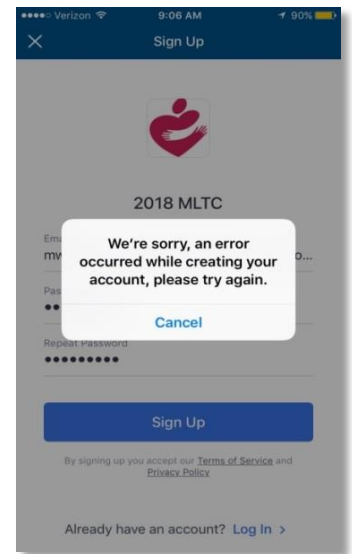 Verizon 9:06 AM 90%
Sign Up
2018 MLTC
We're sorry, an error
occurred while creating your
account, please try again.
Cancel
Repeat Password
Sign Up
By signing up you accept our Terms of Service and
Privacy Policy
Already have an account? Log In >